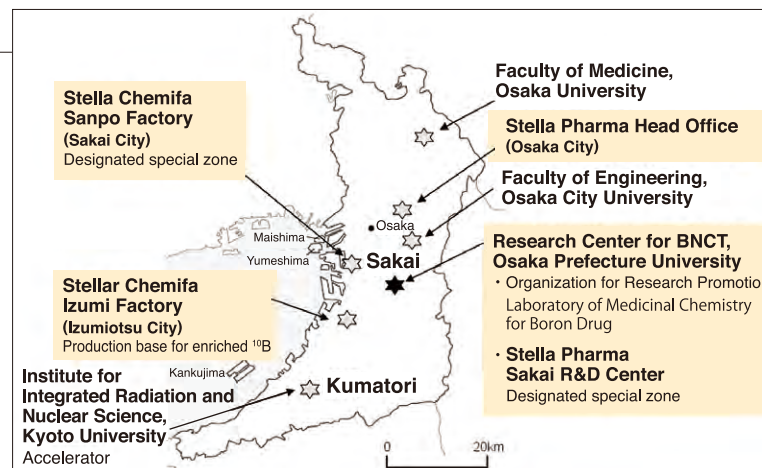 Faculty of Medicine,
Osaka University
Stella Chemifa
Sanpo Factory
(Sakai City)
Designated special zone
Stella Pharma Head Office
(Osaka City)
Faculty of Engineering,
Osaka City University
Osaka
Maishima
Yumeshima
Sakai
Research Center for BNCT,
Osaka Prefecture University
・Organization for Research Promotio
Laboratory of Medicinal Chemistry
for Boron Drug
・Stella Pharma
Sakai R&D Center
Designated special zone
Stellar Chemifa
Izumi Factory
(Izumiotsu City)
Production base for enriched ¹⁰B
Kankujima
Institute for
Integrated Radiation and
Nuclear Science,
Kyoto University
Accelerator
Kumatori
0 20km